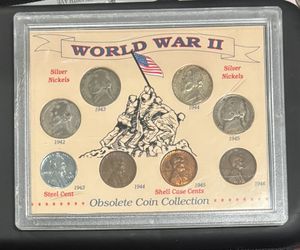 WORLD WAR II
Silver
Nickels
Silver
Nickels
1943
1944
1942
1945
Steel Cent
1943
1944
Shell Case Cents
1945
1946
Obsolete Coin Collection